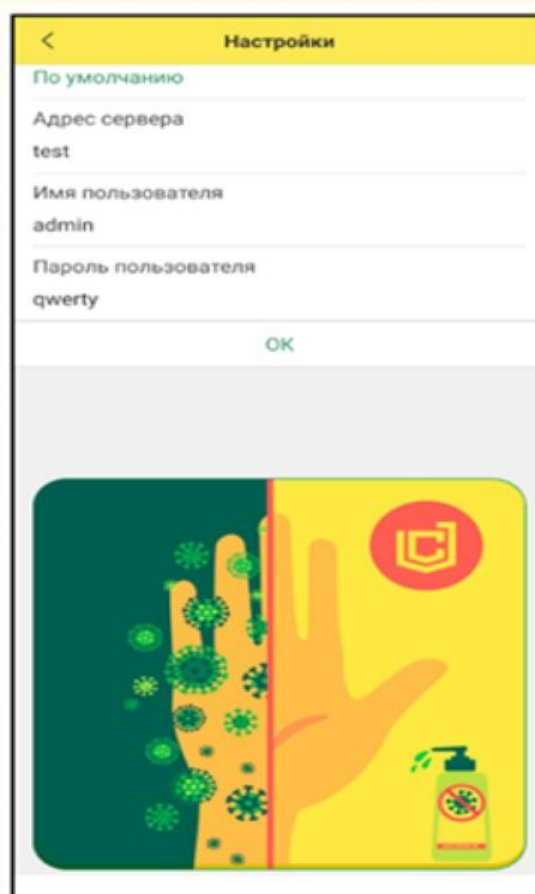 Настройки
По умолчанию
Адрес сервера
test
Имя пользователя
admin
Пароль пользователя
qwerty
OK